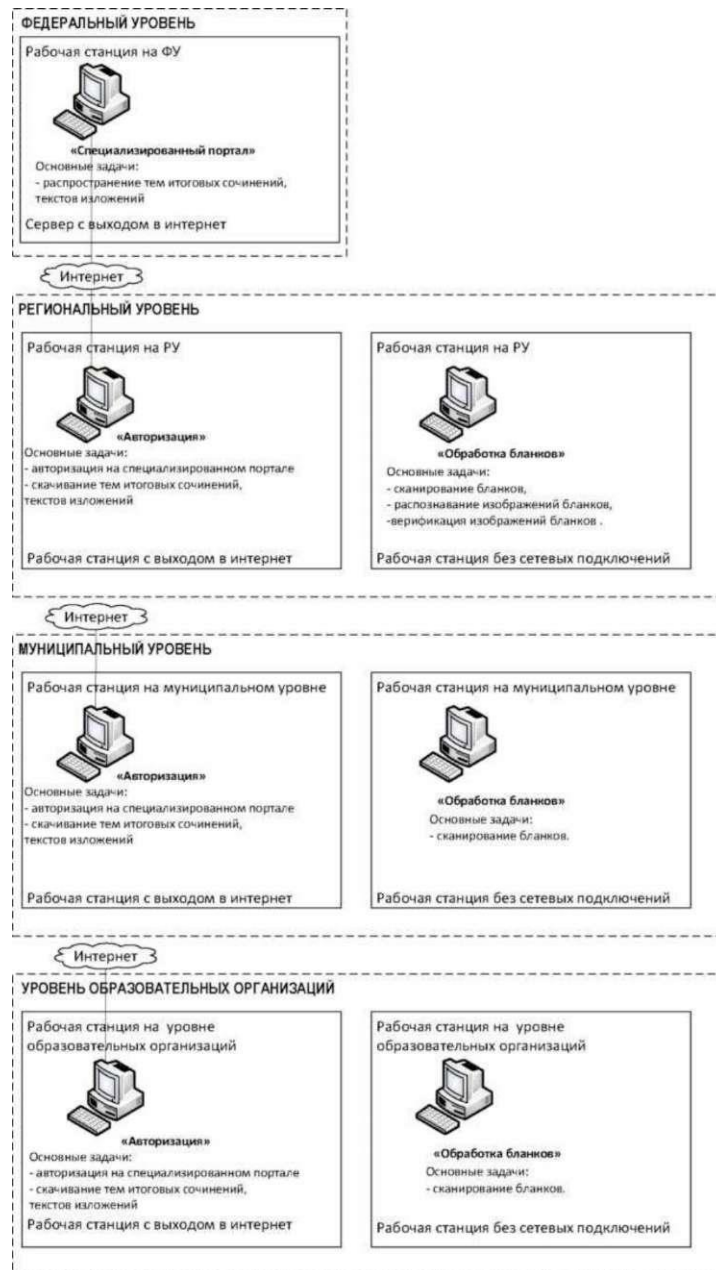 ФЕДЕРАЛЬНЫЙ УРОВЕНЬ
Рабочая станция на ФУ
«Специализированный портал»
Основные задачи:
- распространение тем итоговых сочинений,
текстов изложений
Сервер с выходом в интернет
Интернет
РЕГИОНАЛЬНЫЙ УРОВЕНЬ
Рабочая станция на РУ
«Авторизация»
Основные задачи:
- авторизация на специализированном портале
- скачивание тем итоговых сочинений,
текстов изложений
Рабочая станция с выходом в интернет
Рабочая станция на РУ
«Обработка бланков»
Основные задачи:
- сканирование бланков,
- распознавание изображений бланков,
-верификация изображений бланков .
Рабочая станция без сетевых подключений
Интернет
МУНИЦИПАЛЬНЫЙ УРОВЕНЬ
Рабочая станция на муниципальном уровне
«Авторизация»
Основные задачи:
- авторизация на специализированном портале
- скачивание тем итоговых сочинений,
текстов изложений
Рабочая станция с выходом в интернет
Рабочая станция на муниципальном уровне
«Обработка бланков»
Основные задачи:
- сканирование бланков.
Рабочая станция без сетевых подключений
Интернет
УРОВЕНЬ ОБРАЗОВАТЕЛЬНЫХ ОРГАНИЗАЦИЙ
Рабочая станция на уровне
образовательных организаций
«Авторизация»
Основные задачи:
- авторизация на специализированном портале
- скачивание тем итоговых сочинений,
текстов изложений
Рабочая станция с выходом в интернет
Рабочая станция на уровне
образовательных организаций
«Обработка бланков»
Основные задачи:
- сканирование бланков.
Рабочая станция без сетевых подключений